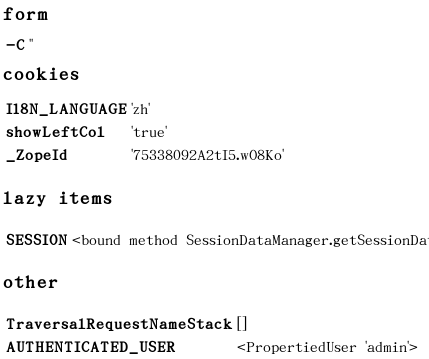 form
-C ''
cookies
I18N_LANGUAGE 'zh'
showLeftCol 'true'
_ZopeId '75338092A2tI5.w08Ko'
lazy items
SESSION <bound method SessionDataManager.getSessionDat
other
TraversalRequestNameStack []
AUTHENTICATED_USER <PropertiedUser 'admin'>